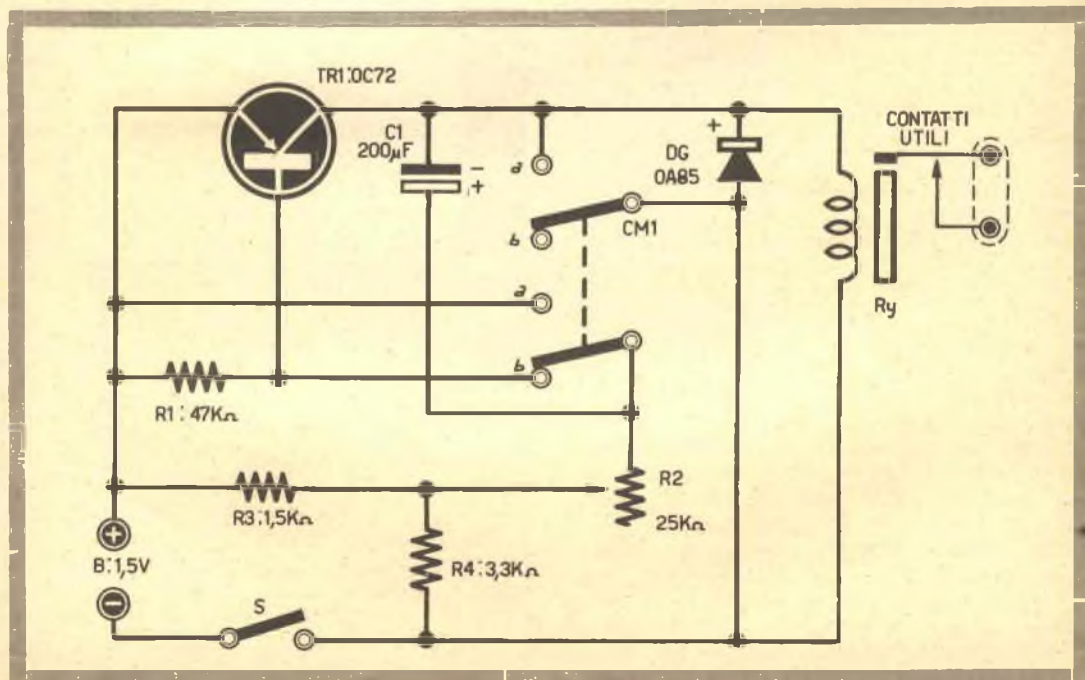 TR1:OC72
C1
200µF
-
+
a
b
CM1
a
b
+
DG
OA85
CONTATTI
UTILI
Ry
R1:47KΩ
R3:1,5KΩ
R2
25KΩ
R4:3,3KΩ
+
B:1,5V
-
S